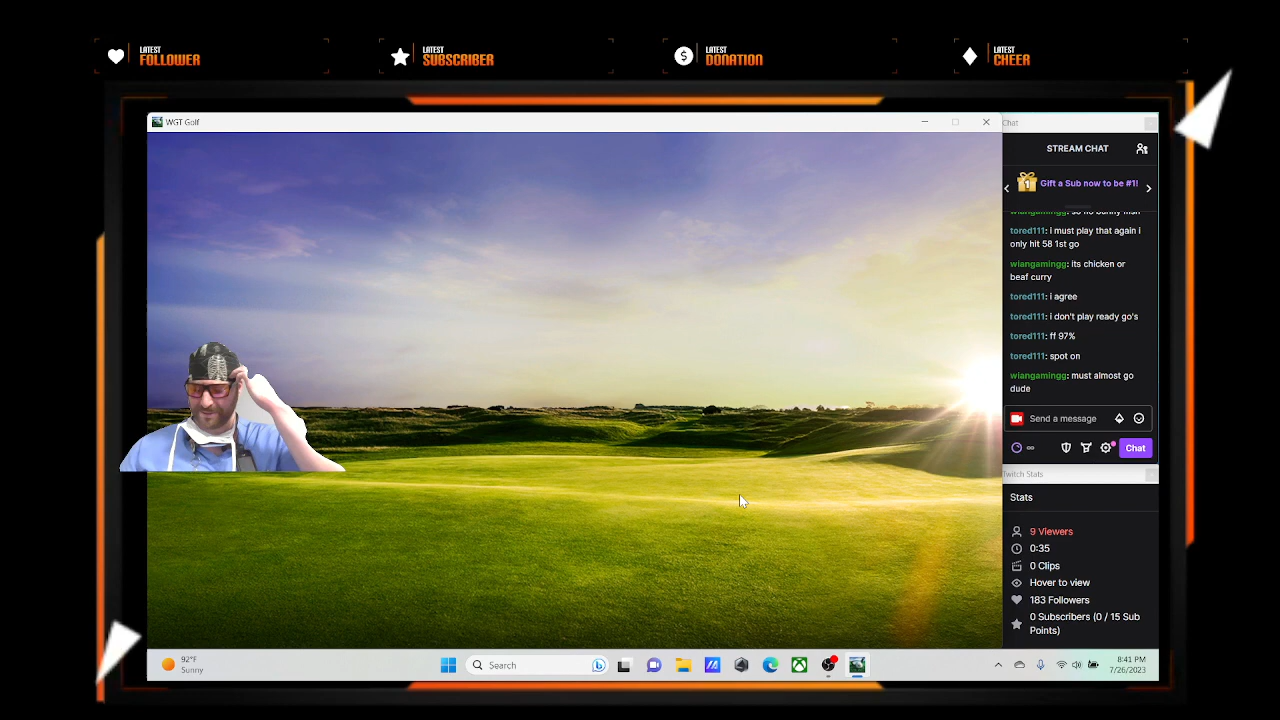 LATEST
FOLLOWER
LATEST
SUBSCRIBER
LATEST
DONATION
LATEST
CHEER
WGT Golf
Chat
STREAM CHAT
1
Gift a Sub now to be #1!
tored111: i must play that again i
only hit 58 1st go
wiangamingg: its chicken or
beaf curry
tored111: i agree
tored111: i don't play ready go's
tored111: ff 97%
tored111: spot on
wiangamingg: must almost go
dude
Send a message
Chat
Twitch Stats
Stats
9 Viewers
0:35
0 Clips
Hover to view
183 Followers
0 Subscribers (0 / 15 Sub
Points)
92°F
Sunny
Search
8:41 PM
7/26/2023